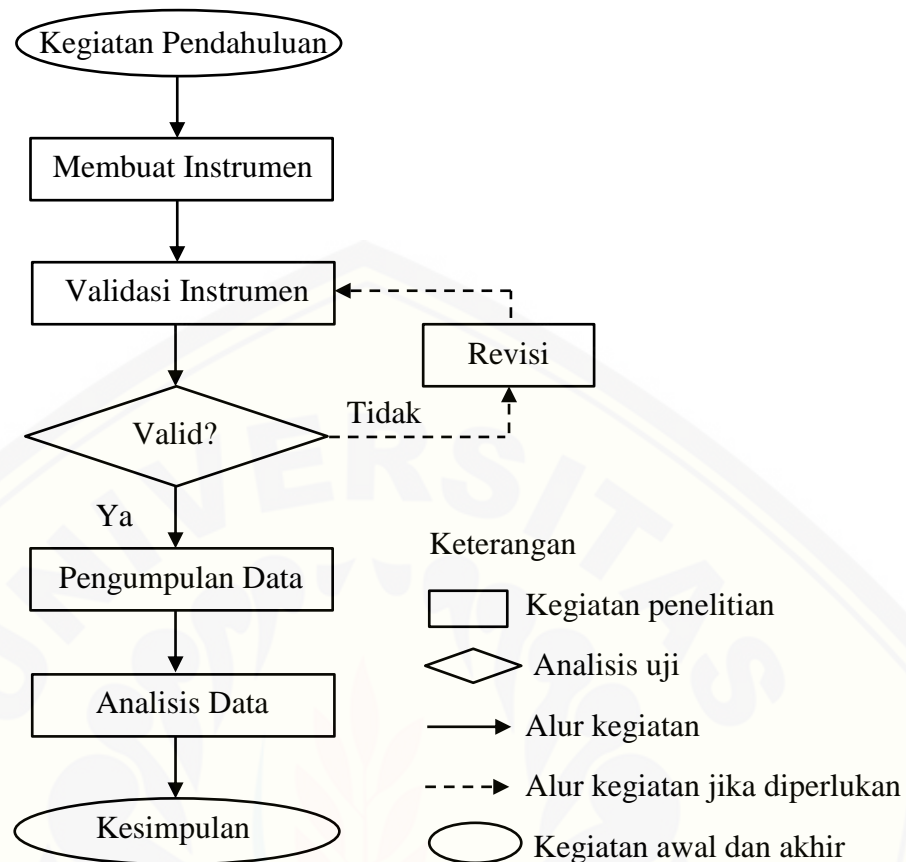 Kegiatan Pendahuluan
Membuat Instrumen
Validasi Instrumen
Revisi
Tidak
Valid?
Ya
Pengumpulan Data
Analisis Data
Kesimpulan
Keterangan
Kegiatan penelitian
Analisis uji
Alur kegiatan
Alur kegiatan jika diperlukan
Kegiatan awal dan akhir
UNIVERSITAS